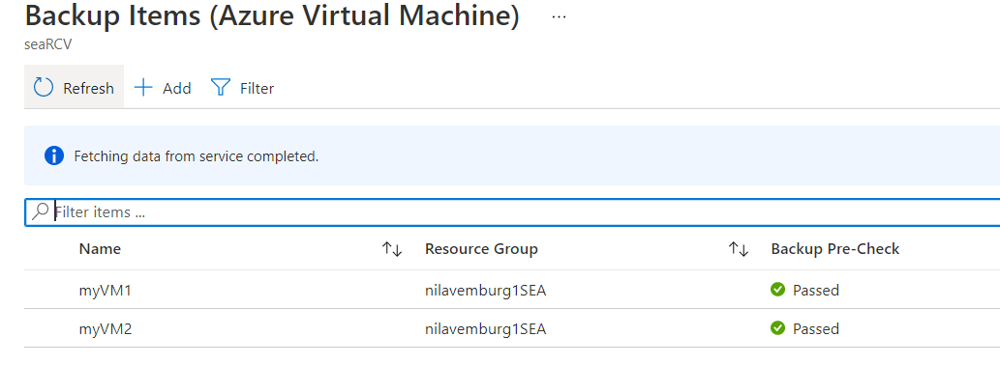 Backup Items (Azure Virtual Machine) ...
seaRCV
Refresh Add Filter
Fetching data from service completed.
Filter items ...
Name Resource Group Backup Pre-Check
myVM1 nilavemburg1SEA Passed
myVM2 nilavemburg1SEA Passed